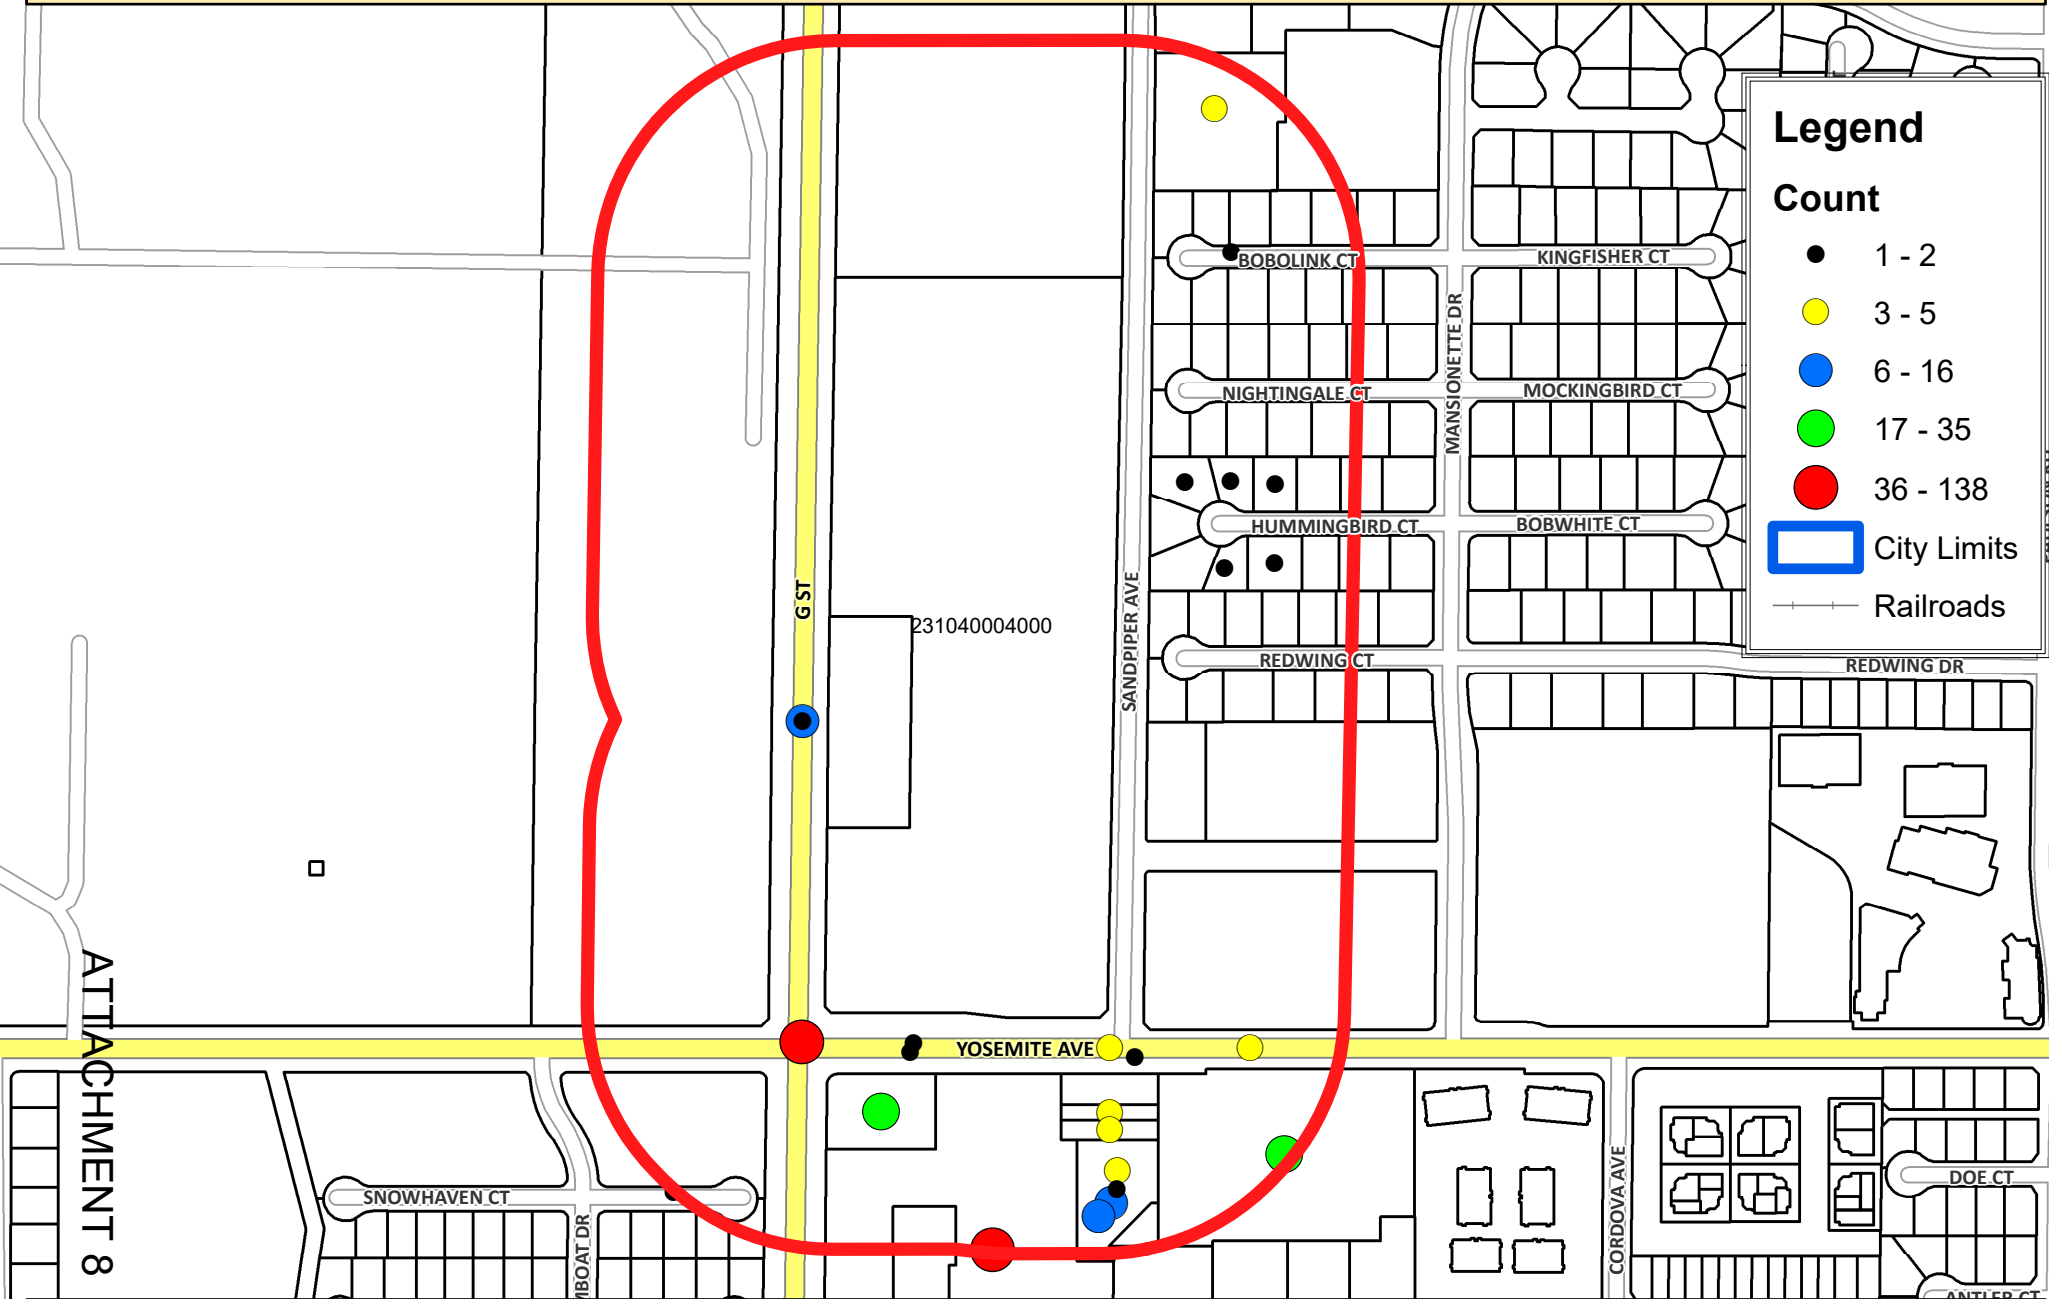 Legend
Count
1 - 2
3 - 5
6 - 16
17 - 35
36 - 138
City Limits
Railroads
BOBOLINK CT
KINGFISHER CT
MANSIONETTE DR
NIGHTINGALE CT
MOCKINGBIRD CT
HUMMINGBIRD CT
BOBWHITE CT
G ST
231040004000
SANDPIPER AVE
REDWING CT
REDWING DR
YOSEMITE AVE
ATTACHMENT 8
SNOWHAVEN CT
MBOAT DR
CORDOVA AVE
DOE CT
ANTLER CT